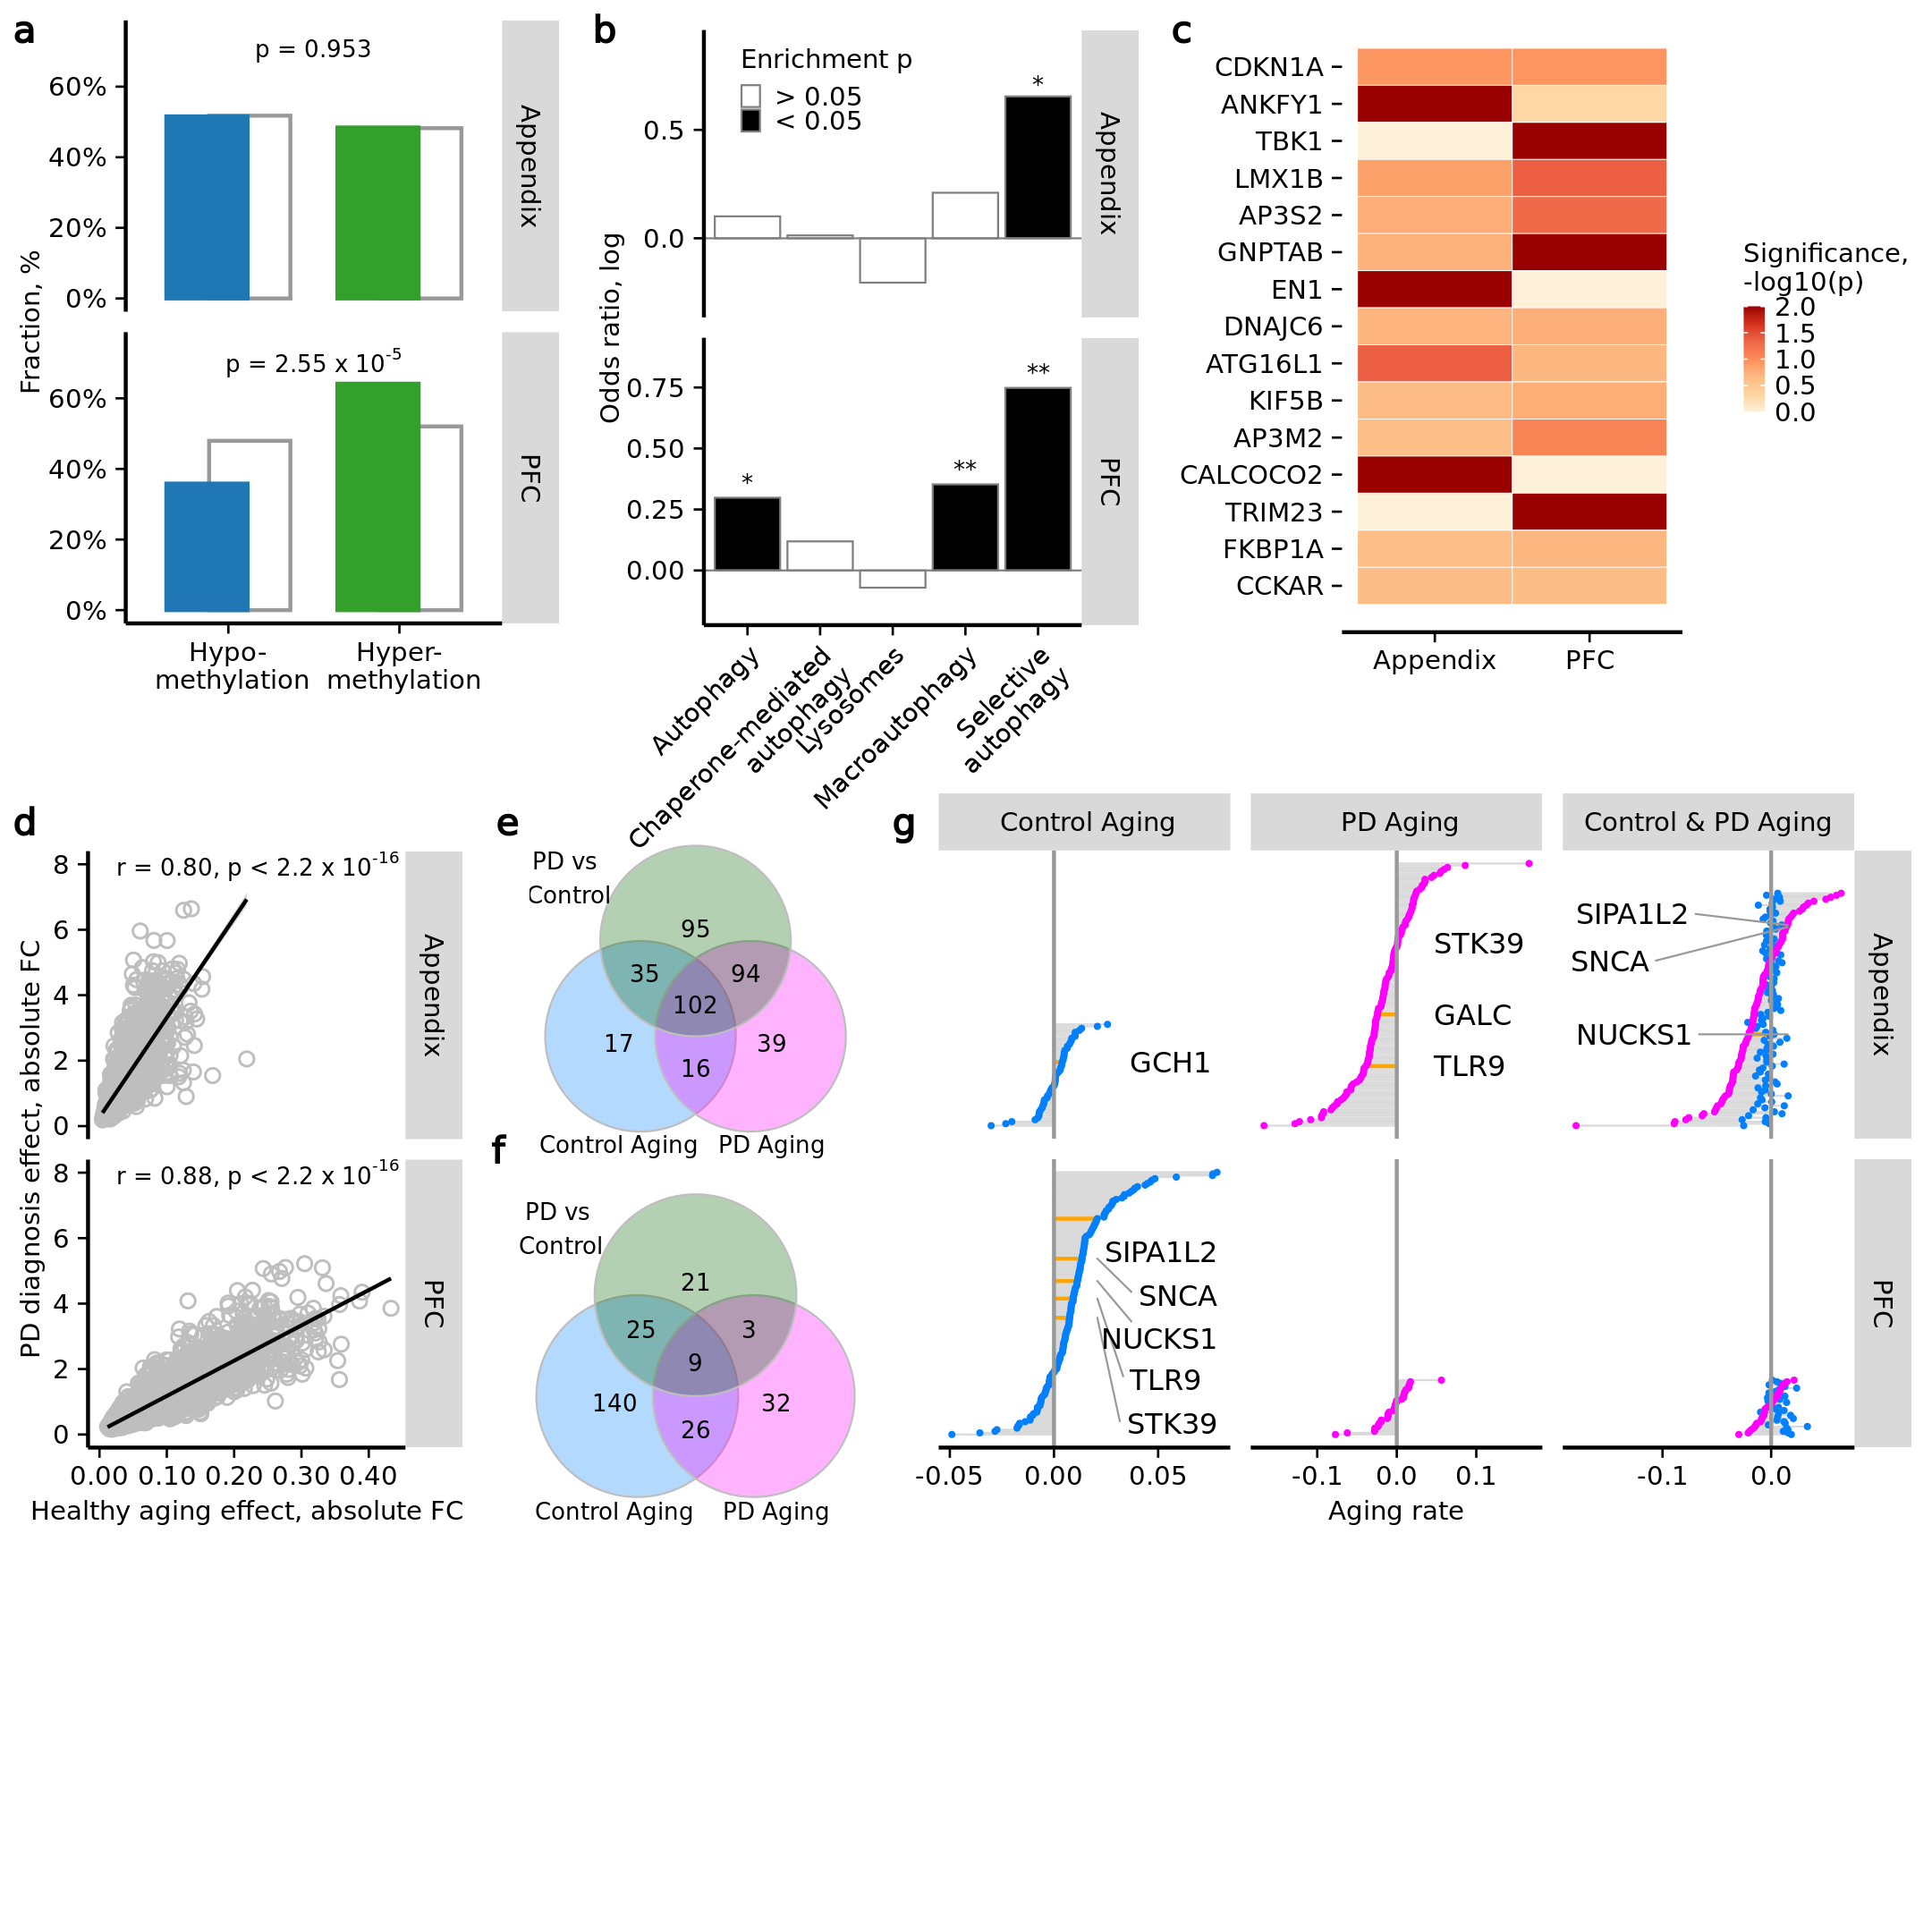 a
p = 0.953
60%
40%
20%
0%
Appendix
p = 2.55 x 10-5
60%
40%
20%
0%
PFC
Fraction, %
Hypo-
methylation
Hyper-
methylation
b
Enrichment p
> 0.05
< 0.05
*
0.5
0.0
Appendix
**
0.75
0.50
0.25
0.00
*
**
PFC
Odds ratio, log
Autophagy
Chaperone-mediated
autophagy
Lysosomes
Macroautophagy
Selective
autophagy
c
CDKN1A
ANKFY1
TBK1
LMX1B
AP3S2
GNPTAB
EN1
DNAJC6
ATG16L1
KIF5B
AP3M2
CALCOCO2
TRIM23
FKBP1A
CCKAR
Appendix
PFC
Significance,
-log10(p)
2.0
1.5
1.0
0.5
0.0
d
r = 0.80, p < 2.2 x 10-16
8
6
4
2
0
Appendix
r = 0.88, p < 2.2 x 10-16
8
6
4
2
0
PFC
PD diagnosis effect, absolute FC
0.00 0.10 0.20 0.30 0.40
Healthy aging effect, absolute FC
e
PD vs
Control
95
35
94
102
17
39
16
Control Aging
PD Aging
f
PD vs
Control
21
25
3
9
140
32
26
Control Aging
PD Aging
g
Control Aging
PD Aging
Control & PD Aging
GCH1
STK39
GALC
TLR9
SIPA1L2
SNCA
NUCKS1
Appendix
SIPA1L2
SNCA
NUCKS1
TLR9
STK39
PFC
-0.05 0.00 0.05
-0.1 0.0 0.1
-0.1 0.0
Aging rate